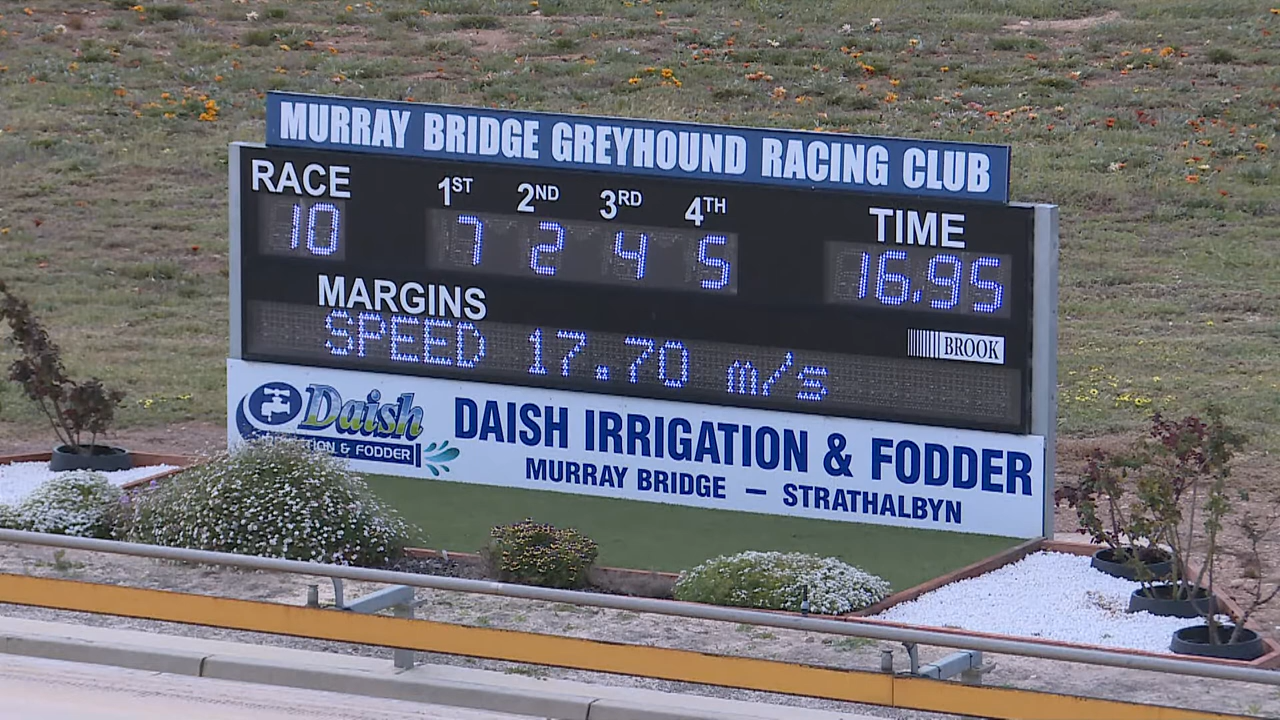 MURRAY BRIDGE GREYHOUND RACING CLUB
RACE 1ST 2ND 3RD 4TH TIME
10 7 2 4 5 16.95
MARGINS
SPEED 17.70 m/s
BROOK
Daish
& FODDER
DAISH IRRIGATION & FODDER
MURRAY BRIDGE – STRATHALBYN